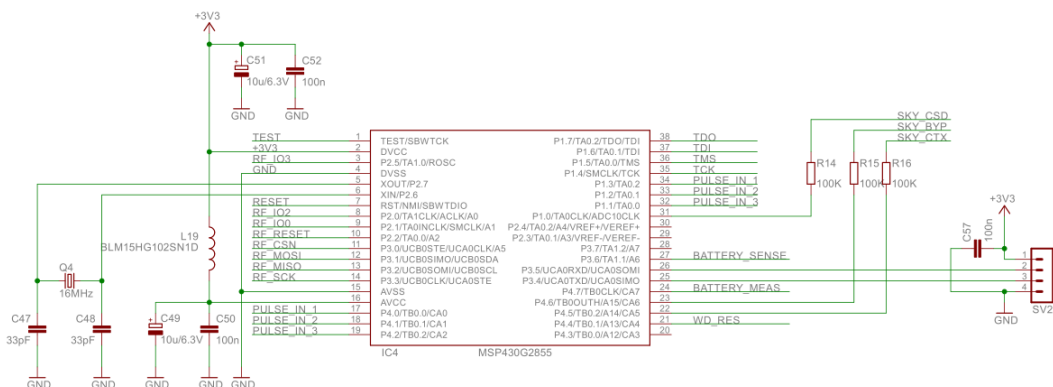 +3V3
C51
10u/6.3V
C52
100n
GND
GND
SKY_CSD
SKY_BYP
SKY_CTX
R14
R15
R16
100K
100K
100K
TEST 1 TEST/SBWTCK P1.7/TA0.2/TDO/TDI 38 TDO
+3V3 2 DVCC P1.6/TA0.1/TDI 37 TDI
RF_IO3 3 P2.5/TA1.0/ROSC P1.5/TA0.0/TMS 36 TMS
GND 4 DVSS P1.4/SMCLK/TCK 35 TCK
5 XOUT/P2.7 P1.3/TA0.2 34 PULSE_IN_1
6 XIN/P2.6 P1.2/TA0.1 33 PULSE_IN_2
RESET 7 RST/NMI/SBWTDIO P1.1/TA0.0 32 PULSE_IN_3
RF_IO2 8 P2.0/TA1CLK/ACLK/A0 P1.0/TA0CLK/ADC10CLK 31
RF_IO0 9 P2.1/TA0INCLK/SMCLK/A1 P2.4/TA0.2/A4/VREF+/VEREF+ 30
RF_RESET 10 P2.2/TA0.0/A2 P2.3/TA0.1/A3/VREF-/VEREF- 29
RF_CSN 11 P3.0/UCB0STE/UCA0CLK/A5 P3.7/TA1.2/A7 28
RF_MOSI 12 P3.1/UCB0SIMO/UCB0SDA P3.6/TA1.1/A6 27 BATTERY_SENSE
RF_MISO 13 P3.2/UCB0SOMI/UCB0SCL P3.5/UCA0RXD/UCA0SOMI 26
RF_SCK 14 P3.3/UCB0CLK/UCA0STE P3.4/UCA0TXD/UCA0SIMO 25
15 AVSS P4.7/TB0CLK/CA7 24 BATTERY_MEAS
16 AVCC P4.6/TB0OUTH/A15/CA6 23
PULSE_IN_1 17 P4.0/TB0.0/CA0 P4.5/TB0.2/A14/CA5 22
PULSE_IN_2 18 P4.1/TB0.1/CA1 P4.4/TB0.1/A13/CA4 21 WD_RES
PULSE_IN_3 19 P4.2/TB0.2/CA2 P4.3/TB0.0/A12/CA3 20
IC4
MSP430G2855
L19
BLM15HG102SN1D
Q4
16MHz
C47
33pF
C48
33pF
C49
10u/6.3V
C50
100n
GND
GND
GND
GND
GND
+3V3
C57
100n
1
2
3
4
GND
SV2